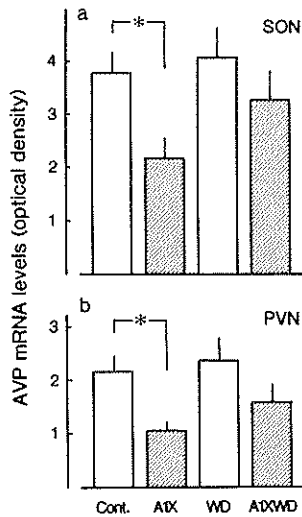 a
SON
*
4
3
2
1
AVP mRNA levels (optical density)
b
PVN
*
3
2
1
Cont. A1X WD A1XWD